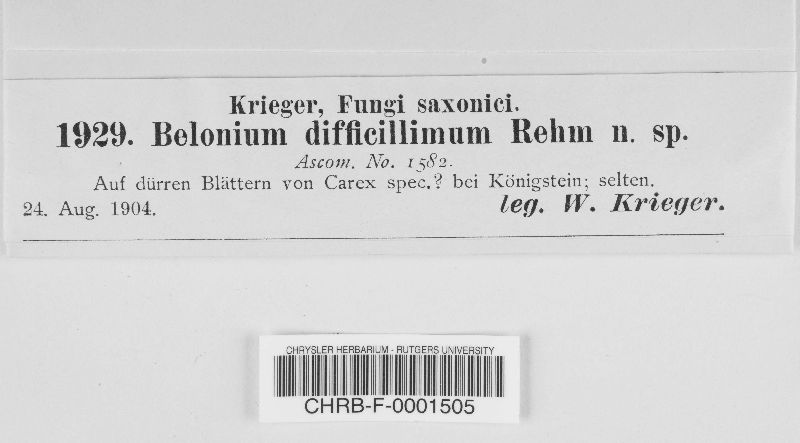 Krieger, Fungi saxonici.
1929. Belonium difficillimum Rehm n. sp.
Ascom. No. 1582.
Auf dürren Blättern von Carex spec.? bei Königstein; selten.
24. Aug. 1904. leg. W. Krieger.
CHRYSLER HERBARIUM - RUTGERS UNIVERSITY
CHRB-F-0001505